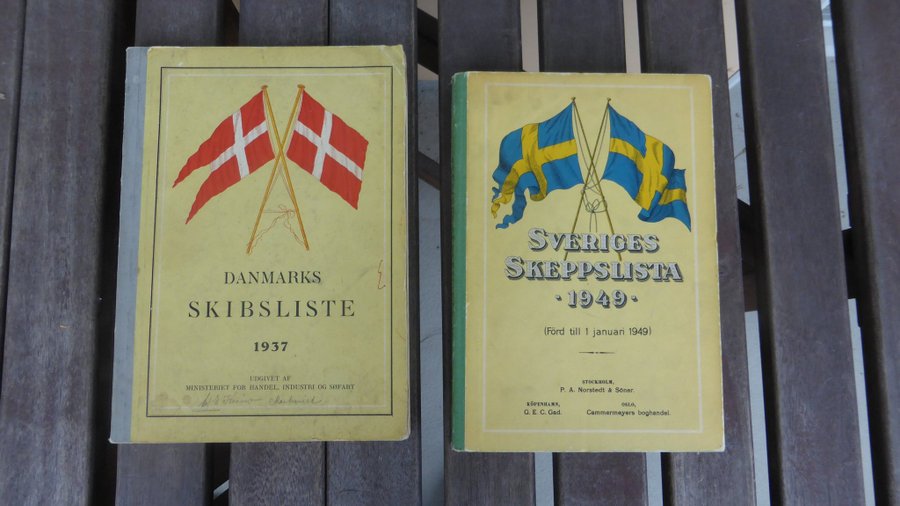 DANMARKS
SKIBSLISTE
1937
UDGIVET AF
MINISTERIET FOR HANDEL, INDUSTRI OG SØFART
SVERIGES
SKEPPSLISTA
· 1949 ·
(Förd till 1 januari 1949)
STOCKHOLM,
P. A. Norstedt & Söner.
KÖPENHAMN,
G. E. C. Gad.
OSLO,
Cammermeyers boghandel.